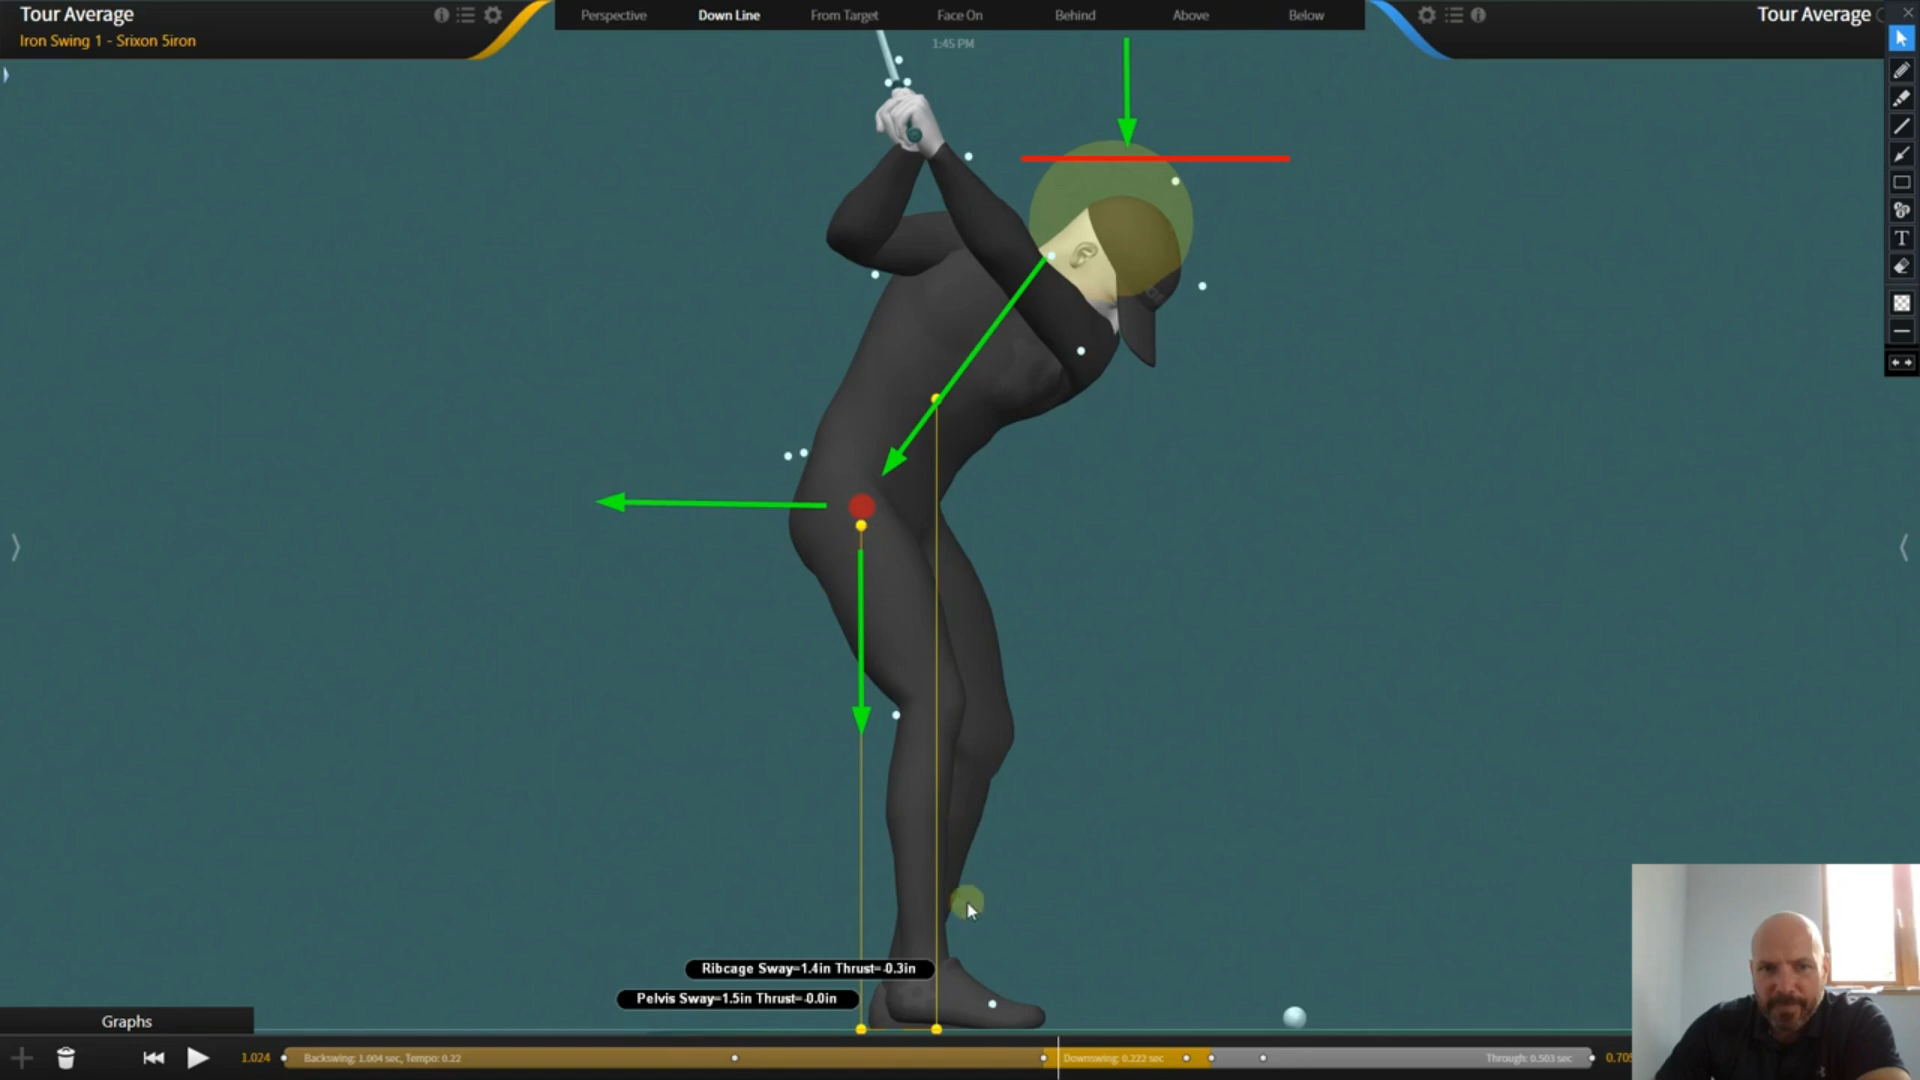 Tour Average
Iron Swing 1 - Srixon 5iron
Perspective
Down Line
From Target
Face On
Behind
Above
Below
Tour Average
1:45 PM
T
Ribcage Sway=1.4in Thrust=-0.3in
Pelvis Sway=1.5in Thrust=-0.0in
Graphs
1.024
Backswing: 1.004 sec, Tempo: 0.22
Downswing: 0.222 sec
Through: 0.503 sec